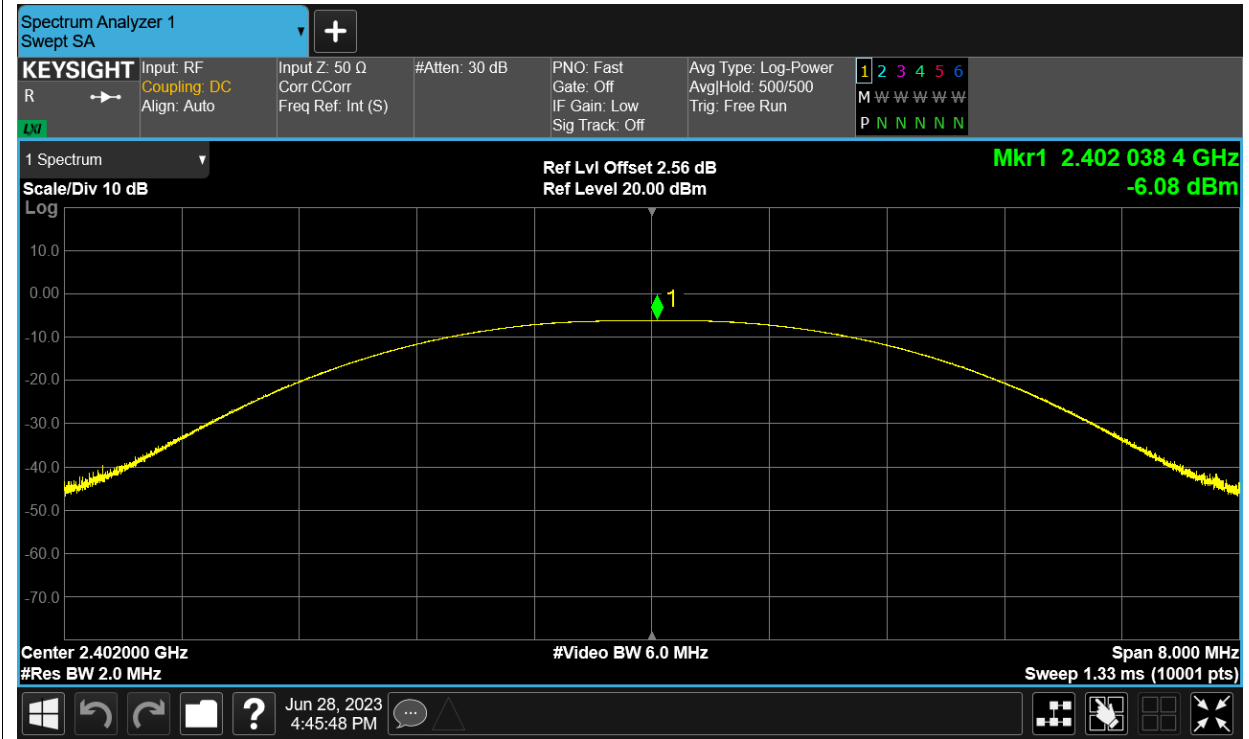 Spectrum Analyzer 1
Swept SA
+
KEYSIGHT
R
LXI
Input: RF
Coupling: DC
Align: Auto
Input Z: 50 Ω
Corr CCorr
Freq Ref: Int (S)
#Atten: 30 dB
PNO: Fast
Gate: Off
IF Gain: Low
Sig Track: Off
Avg Type: Log-Power
Avg|Hold: 500/500
Trig: Free Run
1 2 3 4 5 6
M W W W W W
P N N N N N
1 Spectrum
Scale/Div 10 dB
Ref Lvl Offset 2.56 dB
Ref Level 20.00 dBm
Mkr1 2.402 038 4 GHz
-6.08 dBm
Log
10.0
0.00
1
-10.0
-20.0
-30.0
-40.0
-50.0
-60.0
-70.0
Center 2.402000 GHz
#Video BW 6.0 MHz
Span 8.000 MHz
#Res BW 2.0 MHz
Sweep 1.33 ms (10001 pts)
?
Jun 28, 2023
4:45:48 PM